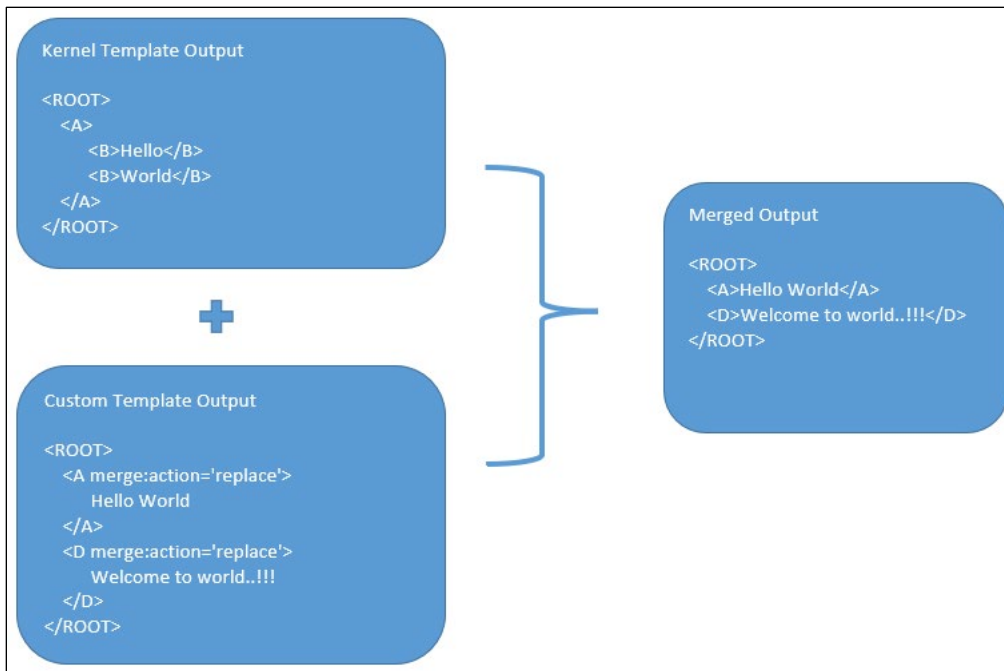 Kernel Template Output
<ROOT>
<A>
<B>Hello</B>
<B>World</B>
</A>
</ROOT>
Custom Template Output
<ROOT>
<A merge:action='replace'>
Hello World
</A>
<D merge:action='replace'>
Welcome to world..!!!
</D>
</ROOT>
Merged Output
<ROOT>
<A>Hello World</A>
<D>Welcome to world..!!!</D>
</ROOT>